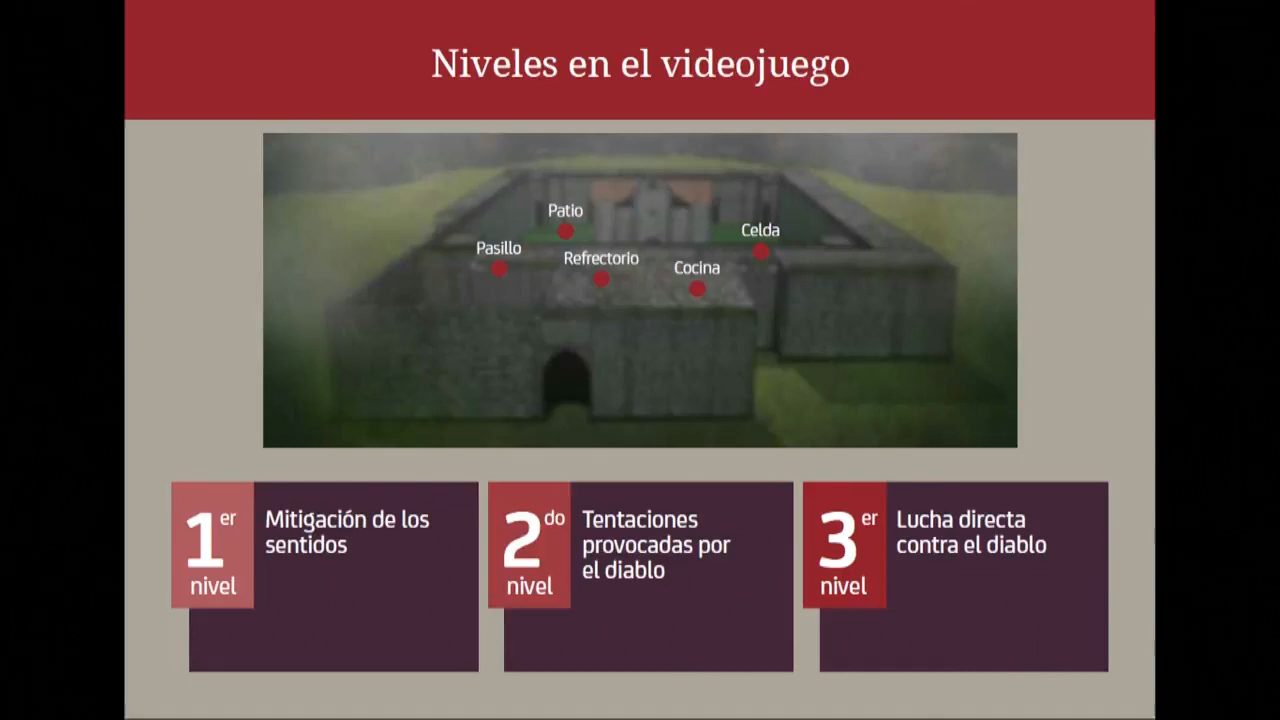 Niveles en el videojuego
Patio
Celda
Pasillo
Refrectorio
Cocina
1er
nivel
Mitigación de los
sentidos
2do
nivel
Tentaciones
provocadas por
el diablo
3er
nivel
Lucha directa
contra el diablo